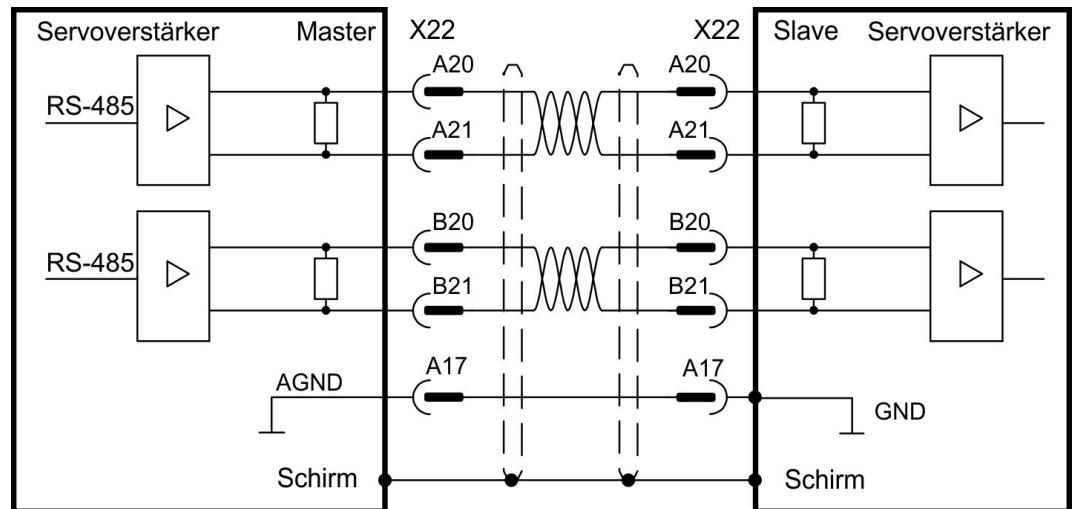 Servoverstärker Master X22 X22 Slave Servoverstärker
A20 A20
RS-485
A21 A21
B20 B20
RS-485
B21 B21
A17 A17
AGND
GND
Schirm Schirm